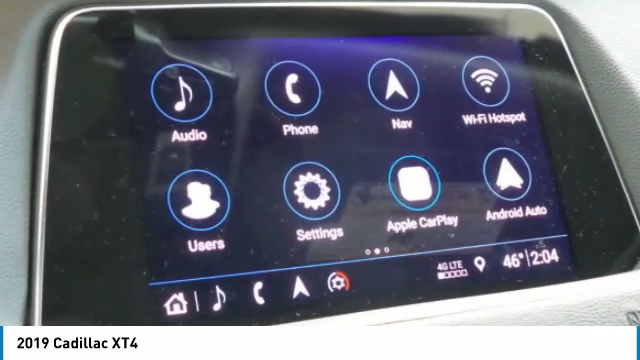 Audio Phone Nav Wi-Fi Hotspot
Users Settings Apple CarPlay Android Auto
4G LTE 46° 2:04
2019 Cadillac XT4